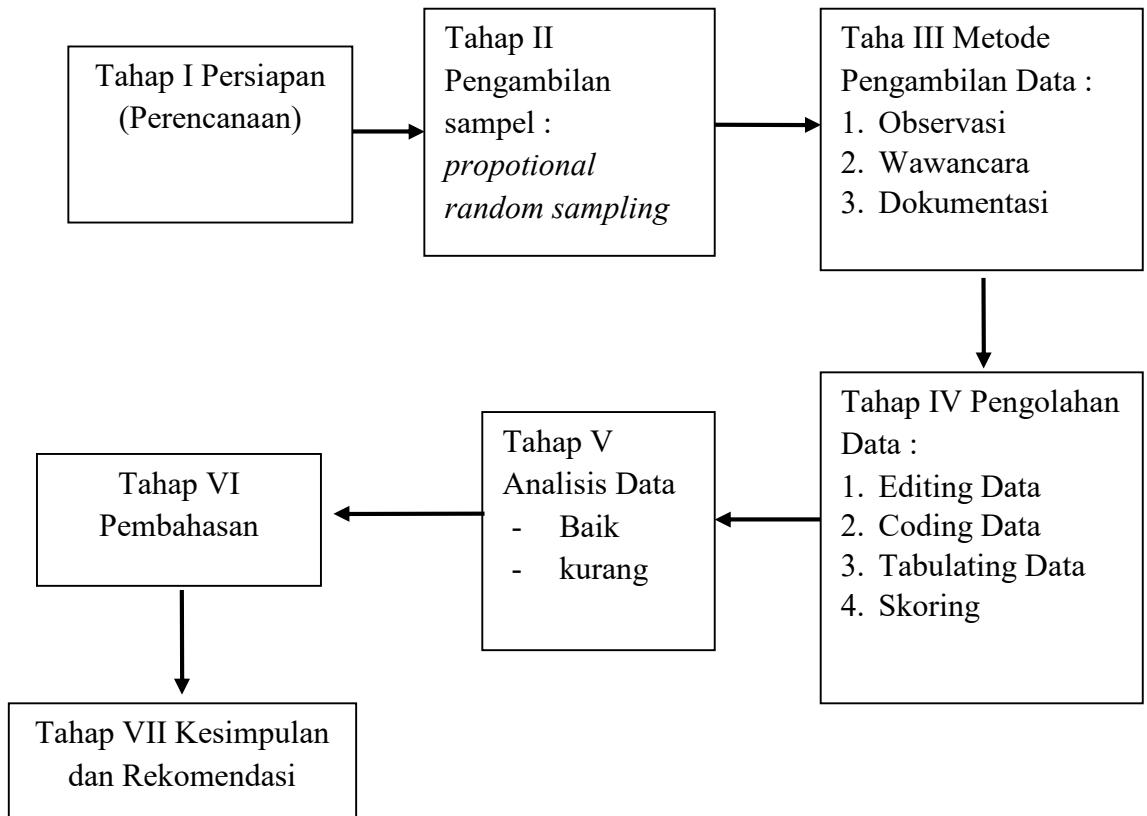 Tahap I Persiapan
(Perencanaan)
Tahap II
Pengambilan
sampel :
propotional
random sampling
Taha III Metode
Pengambilan Data :
1. Observasi
2. Wawancara
3. Dokumentasi
Tahap IV Pengolahan
Data :
1. Editing Data
2. Coding Data
3. Tabulating Data
4. Skoring
Tahap V
Analisis Data
- Baik
- kurang
Tahap VI
Pembahasan
Tahap VII Kesimpulan
dan Rekomendasi